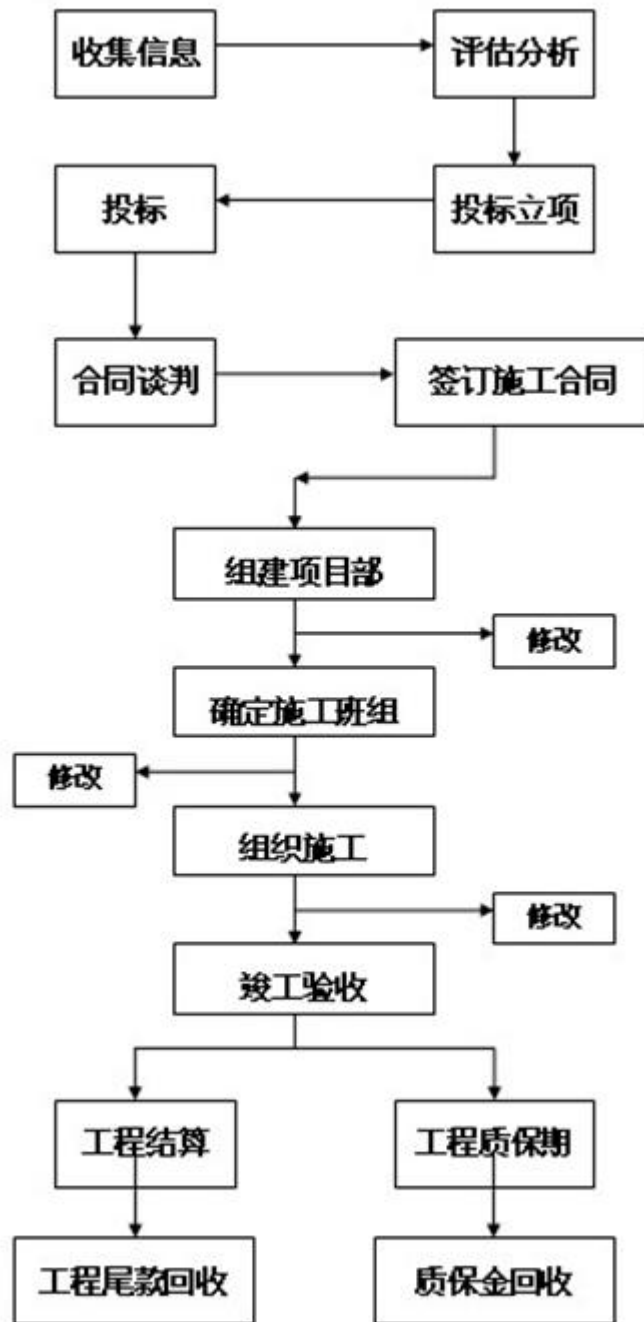 收集信息
评估分析
投标
投标立项
合同谈判
签订施工合同
组建项目部
修改
确定施工班组
修改
组织施工
修改
竣工验收
工程结算
工程质保期
工程尾款回收
质保金回收